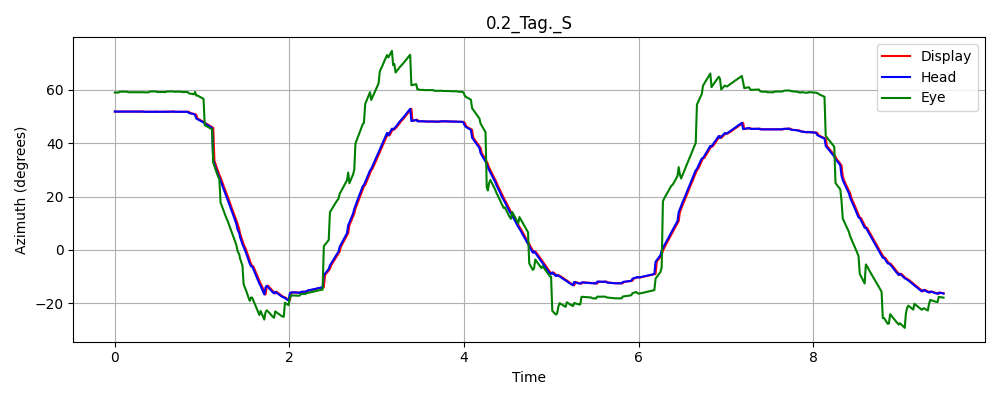 0.2_Tag._S
Display
Head
Eye
Azimuth (degrees)
60
40
20
0
−20
0 2 4 6 8
Time